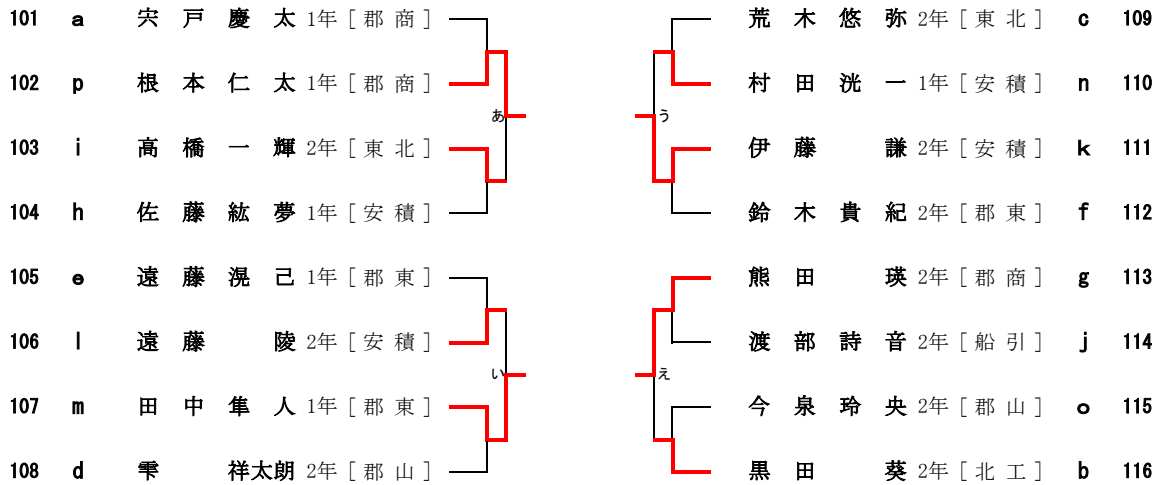 101 a 宍戸慶太 1年 [ 郡 商 ]
102 p 根本仁太 1年 [ 郡 商 ]
あ
103 i 高橋一輝 2年 [ 東 北 ]
104 h 佐藤紘夢 1年 [ 安 積 ]
105 e 遠藤滉己 1年 [ 郡 東 ]
106 l 遠藤 陵 2年 [ 安 積 ]
い
107 m 田中隼人 1年 [ 郡 東 ]
108 d 雫 祥太朗 2年 [ 郡 山 ]
荒木悠弥 2年 [ 東 北 ] c 109
村田洸一 1年 [ 安 積 ] n 110
う
伊藤 謙 2年 [ 安 積 ] k 111
鈴木貴紀 2年 [ 郡 東 ] f 112
熊田 瑛 2年 [ 郡 商 ] g 113
渡部詩音 2年 [ 船 引 ] j 114
え
今泉玲央 2年 [ 郡 山 ] o 115
黒田 葵 2年 [ 北 工 ] b 116